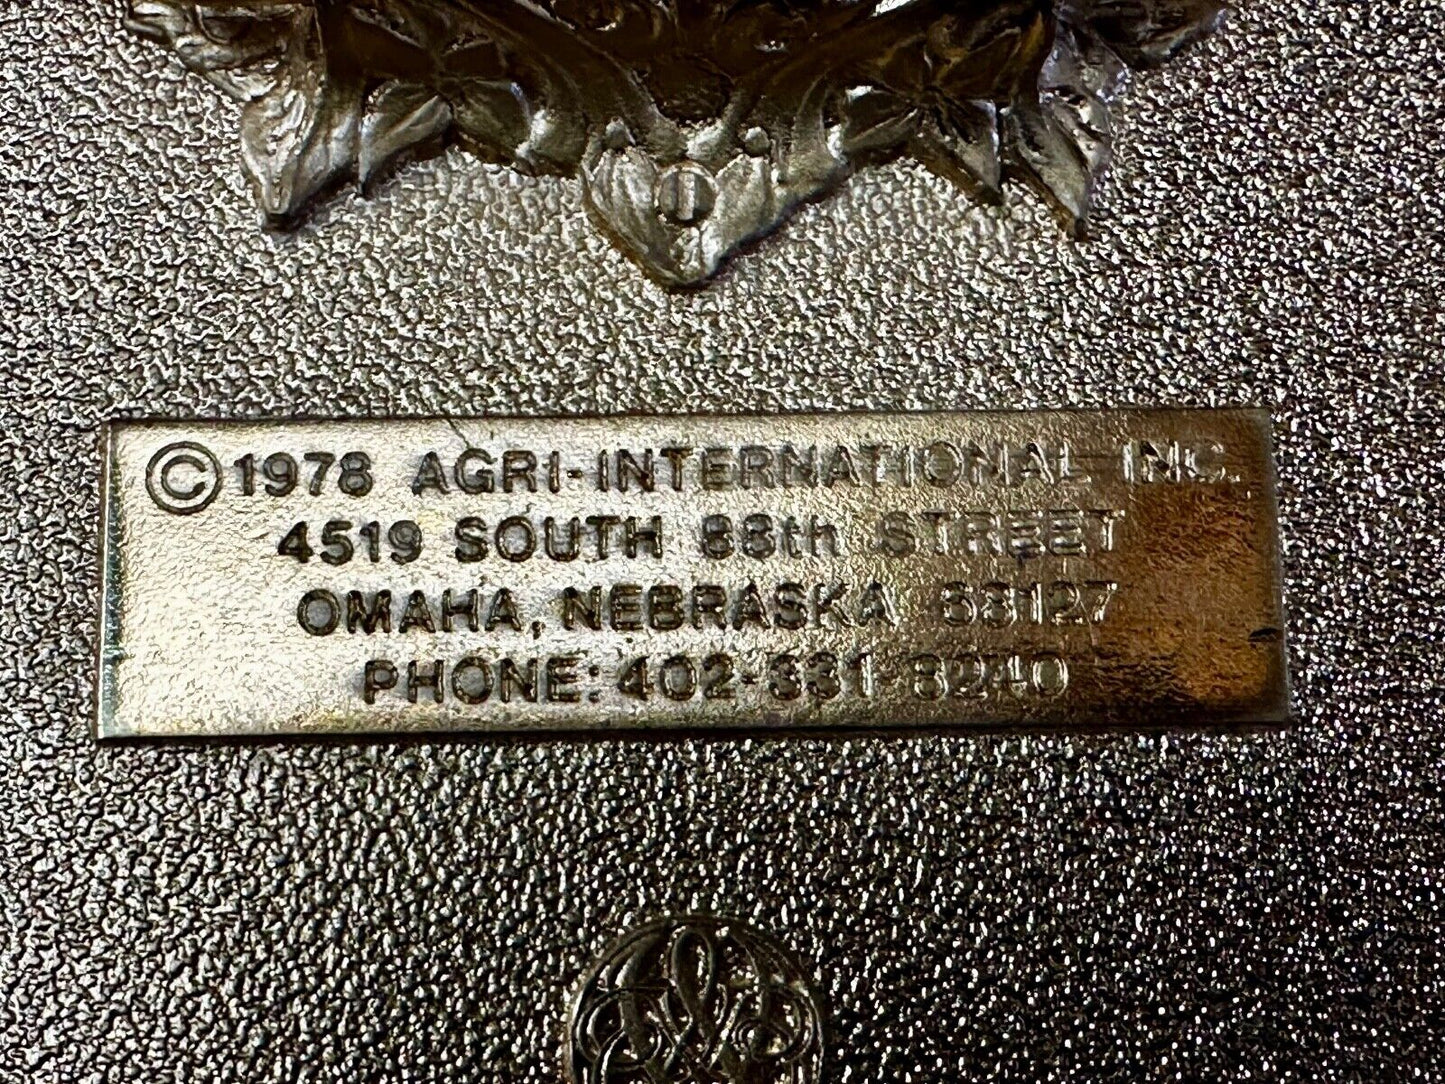 © 1978 AGRI-INTERNATIONAL INC.
4519 SOUTH 88th STREET
OMAHA, NEBRASKA 68127
PHONE: 402-331-8240